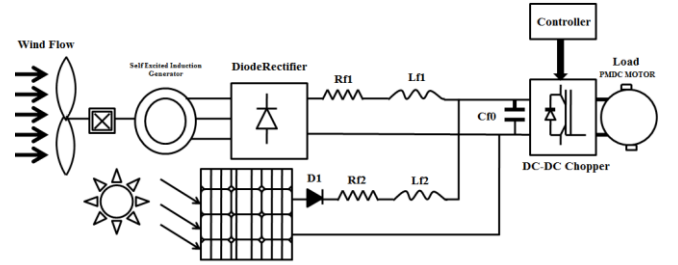 Controller
Wind Flow
Self Excited Induction
Generator
DiodeRectifier
Rf1
Lf1
Load
PMDC MOTOR
Cf0
DC-DC Chopper
D1
Rf2
Lf2